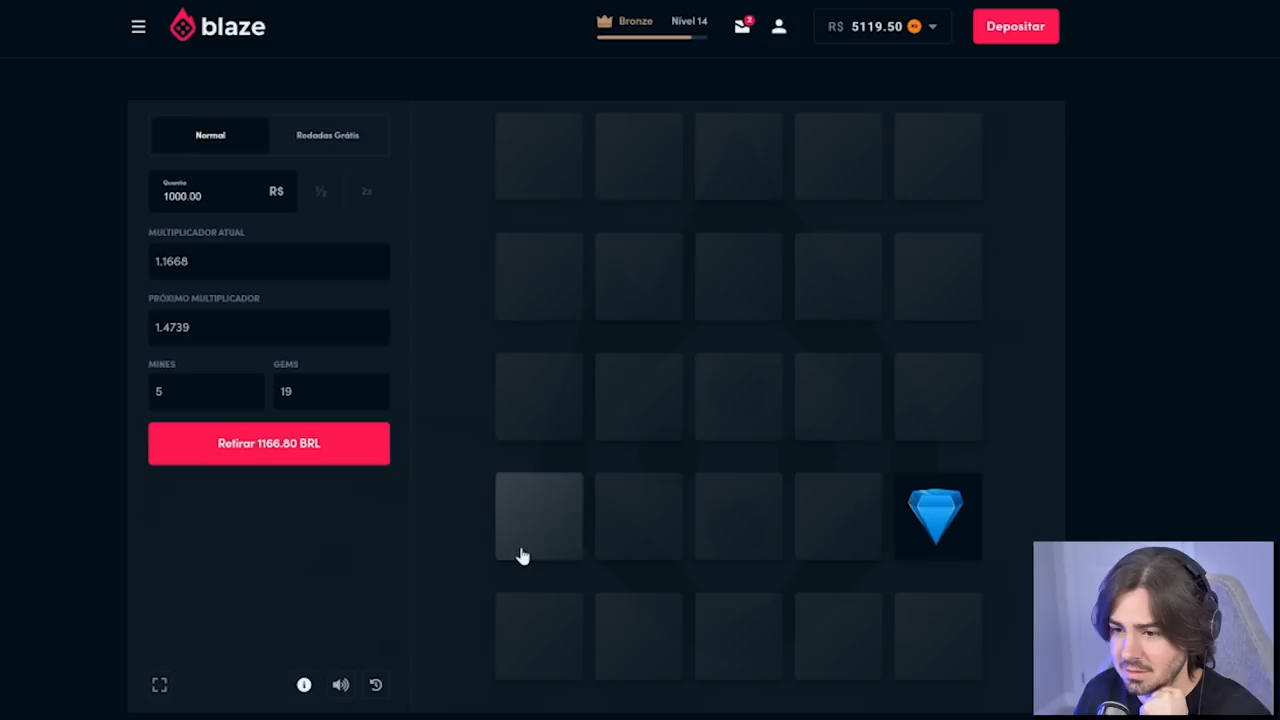 blaze
Bronze Nível 14
2
R$ 5119.50
Depositar
Normal Rodadas Grátis
Quantia
1000.00 R$ ½ 2x
MULTIPLICADOR ATUAL
1.1668
PRÓXIMO MULTIPLICADOR
1.4739
MINES GEMS
5 19
Retirar 1166.80 BRL